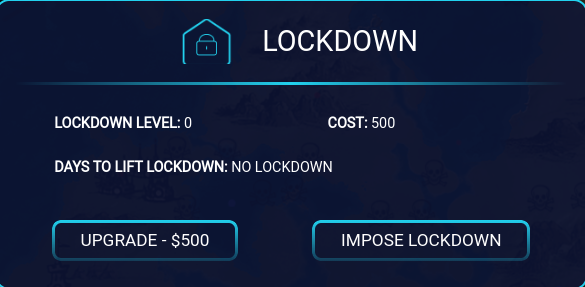 LOCKDOWN
LOCKDOWN LEVEL: 0 COST: 500
DAYS TO LIFT LOCKDOWN: NO LOCKDOWN
UPGRADE - $500 IMPOSE LOCKDOWN